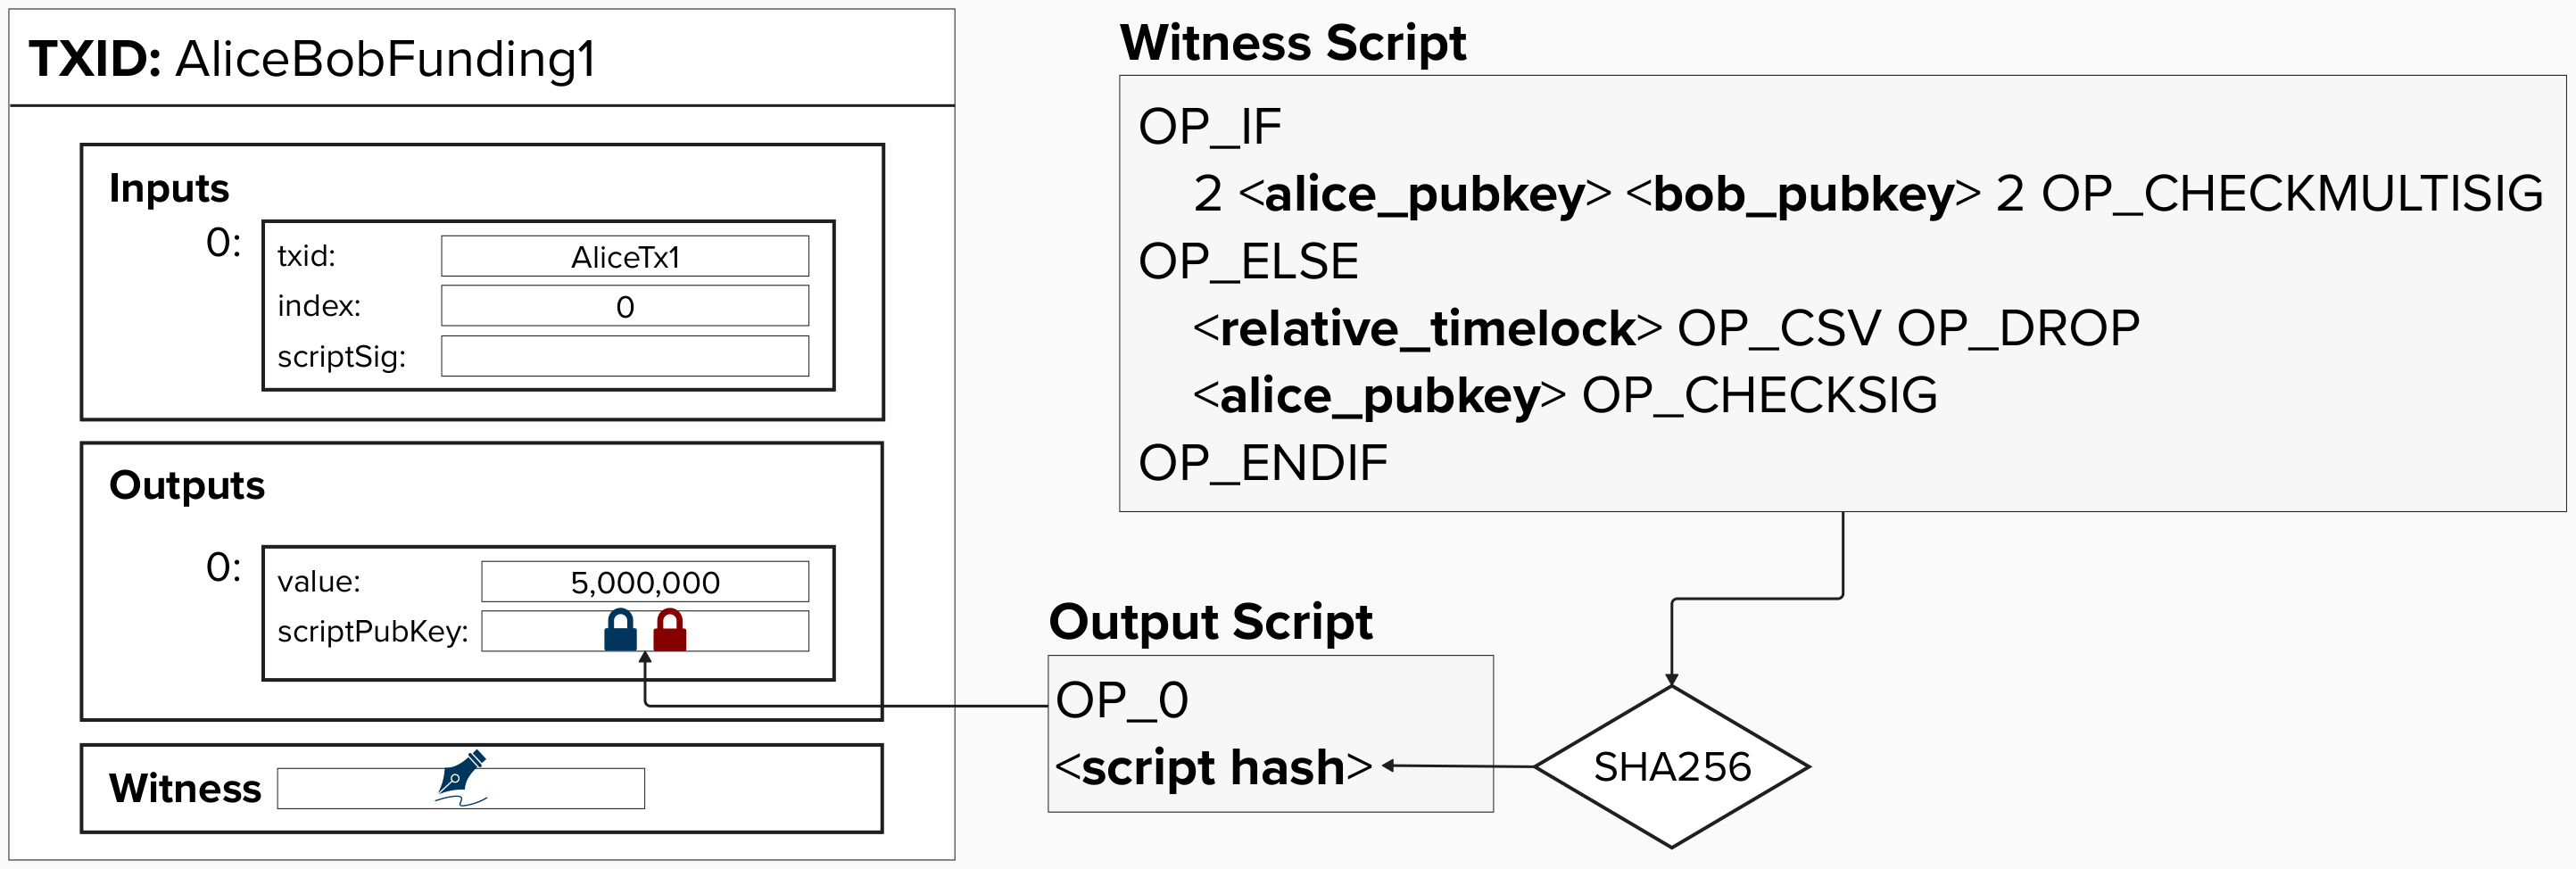 TXID: AliceBobFunding1
Inputs
0:
txid: AliceTx1
index: 0
scriptSig:
Outputs
0:
value: 5,000,000
scriptPubKey:
Witness
Witness Script
OP_IF
2 <alice_pubkey> <bob_pubkey> 2 OP_CHECKMULTISIG
OP_ELSE
<relative_timelock> OP_CSV OP_DROP
<alice_pubkey> OP_CHECKSIG
OP_ENDIF
Output Script
OP_0
<script hash>
SHA256